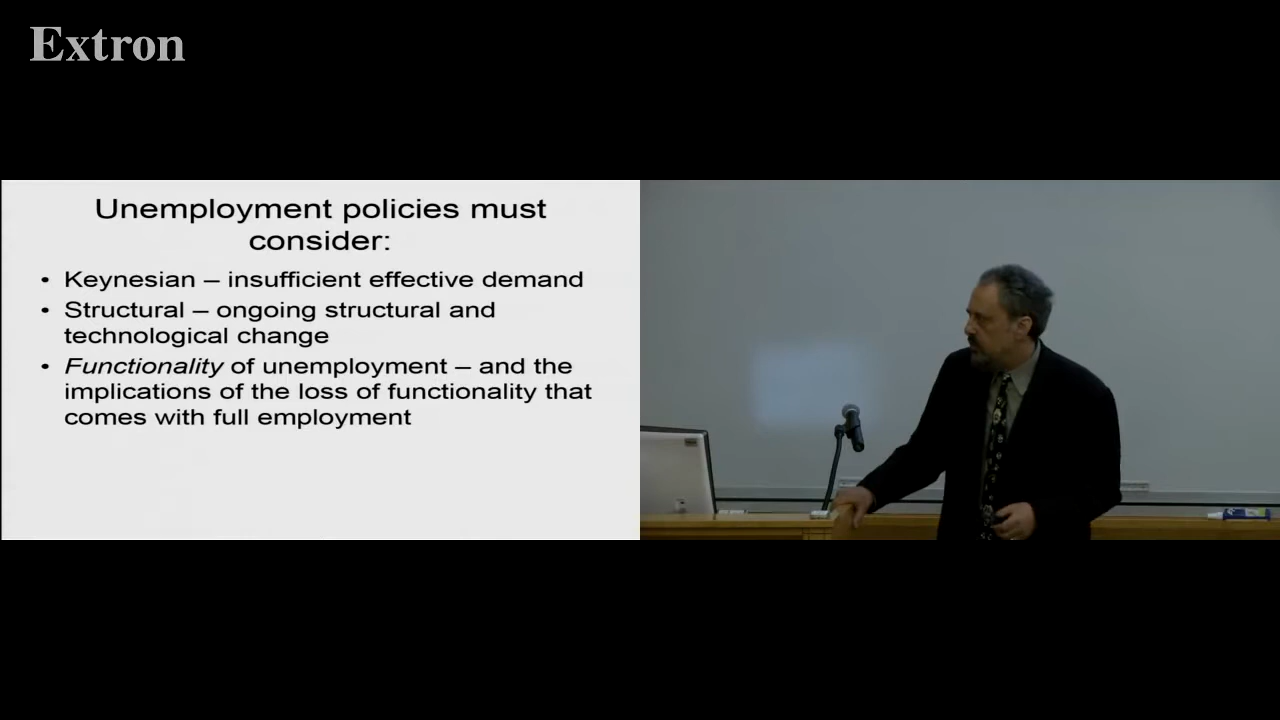 Extron
Unemployment policies must
consider:
• Keynesian – insufficient effective demand
• Structural – ongoing structural and
technological change
• Functionality of unemployment – and the
implications of the loss of functionality that
comes with full employment